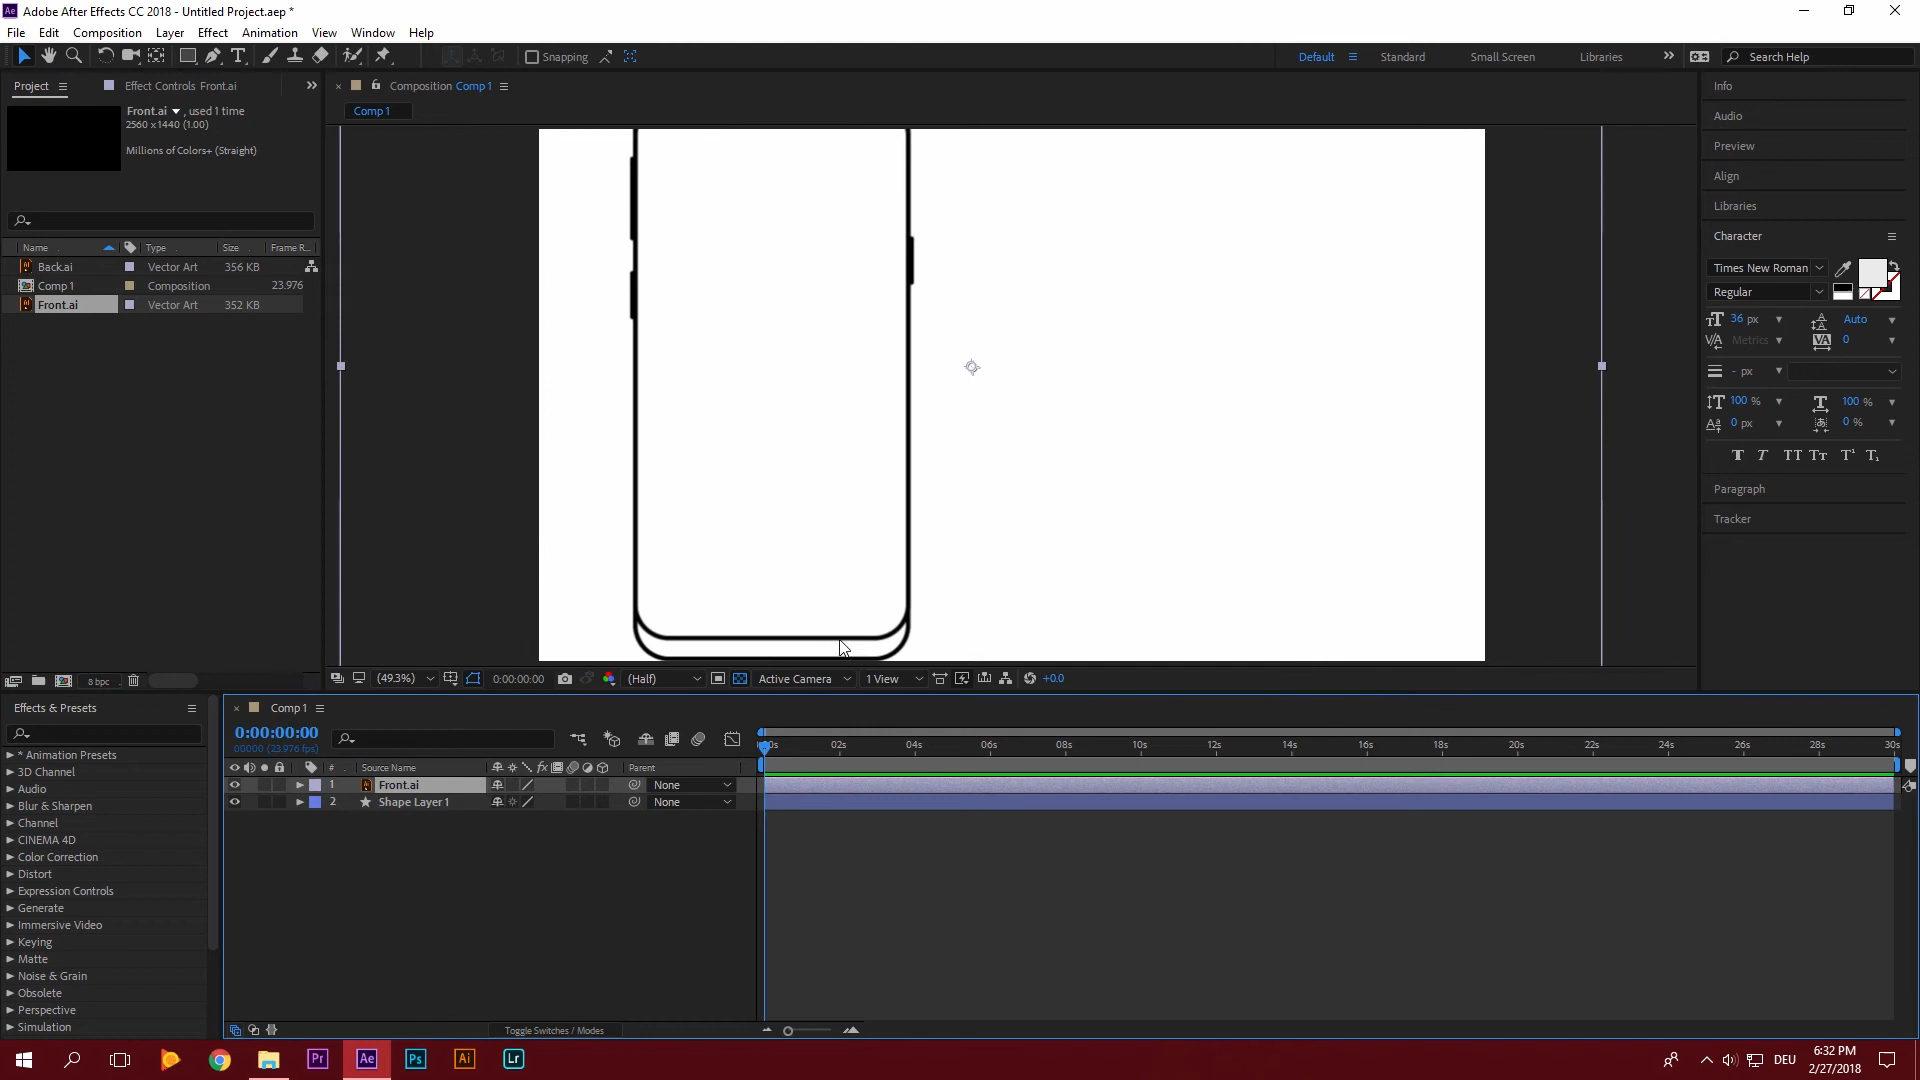 Adobe After Effects CC 2018 - Untitled Project.aep *
File Edit Composition Layer Effect Animation View Window Help
Snapping Default Standard Small Screen Libraries Search Help
Project Effect Controls Front.ai
Composition Comp 1
Comp 1
Front.ai , used 1 time
2560 x 1440 (1.00)
Millions of Colors+ (Straight)
Name Type Size Frame R...
Back.ai Vector Art 356 KB
Comp 1 Composition 23.976
Front.ai Vector Art 352 KB
8 bpc
(49.3%) 0:00:00:00 (Half) Active Camera 1 View +0.0
Info
Audio
Preview
Align
Libraries
Character
Times New Roman
Regular
36 px Auto
Metrics 0
- px
100 % 100 %
0 px 0 %
T T TT Tt T¹ T₁
Paragraph
Tracker
Effects & Presets
* Animation Presets
3D Channel
Audio
Blur & Sharpen
Channel
CINEMA 4D
Color Correction
Distort
Expression Controls
Generate
Immersive Video
Keying
Matte
Noise & Grain
Obsolete
Perspective
Simulation
Comp 1
0:00:00:00
00000 (23.976 fps)
02s 04s 06s 08s 10s 12s 14s 16s 18s 20s 22s 24s 26s 28s 30s
# Source Name Parent
1 Front.ai None
2 Shape Layer 1 None
Toggle Switches / Modes
Pr Ae Ps Ai Lr
DEU
6:32 PM
2/27/2018